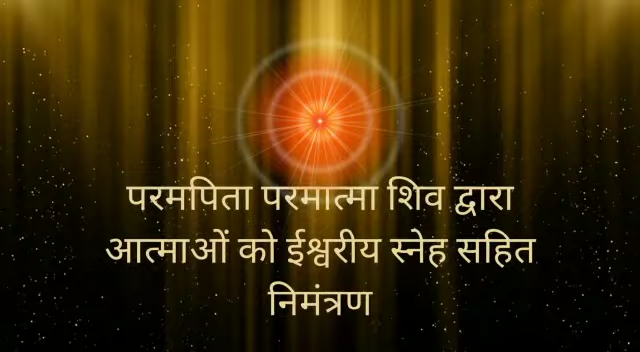 परमपिता परमात्मा शिव द्वारा
आत्माओं को ईश्वरीय स्नेह सहित
निमंत्रण